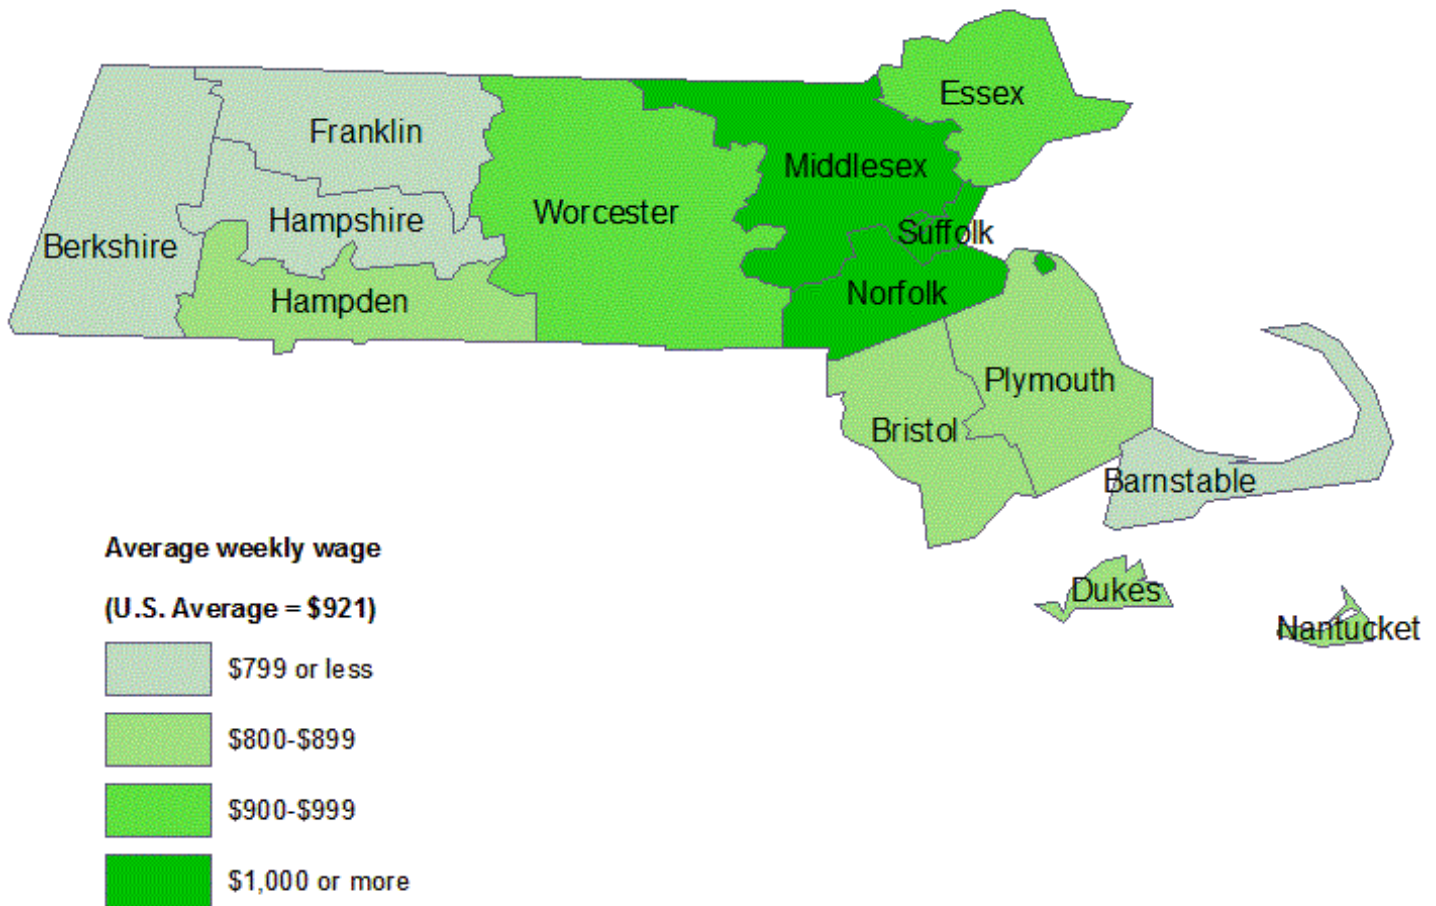 Essex
Franklin
Middlesex
Hampshire
Worcester
Suffolk
Berkshire
Hampden
Norfolk
Plymouth
Bristol
Barnstable
Dukes
Nantucket
Average weekly wage
(U.S. Average = $921)
$799 or less
$800-$899
$900-$999
$1,000 or more